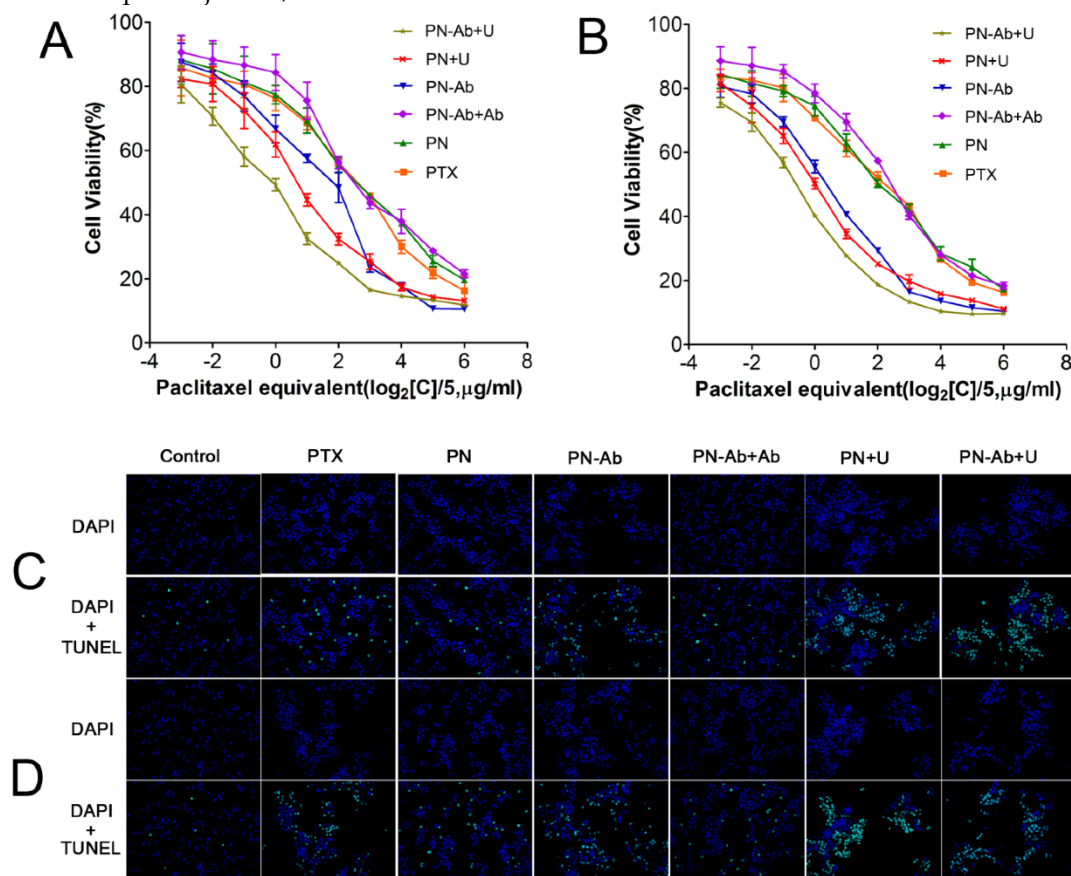 A
100
80
60
40
20
0
-4
-2
0
2
4
6
8
Cell Viability(%)
Paclitaxel equivalent(log2[C]/5,μg/ml)
PN-Ab+U
PN+U
PN-Ab
PN-Ab+Ab
PN
PTX
B
100
80
60
40
20
0
-4
-2
0
2
4
6
8
Cell Viability(%)
Paclitaxel equivalent(log2[C]/5,μg/ml)
PN-Ab+U
PN+U
PN-Ab
PN-Ab+Ab
PN
PTX
Control PTX PN PN-Ab PN-Ab+Ab PN+U PN-Ab+U
C
DAPI
DAPI
+
TUNEL
D
DAPI
DAPI
+
TUNEL